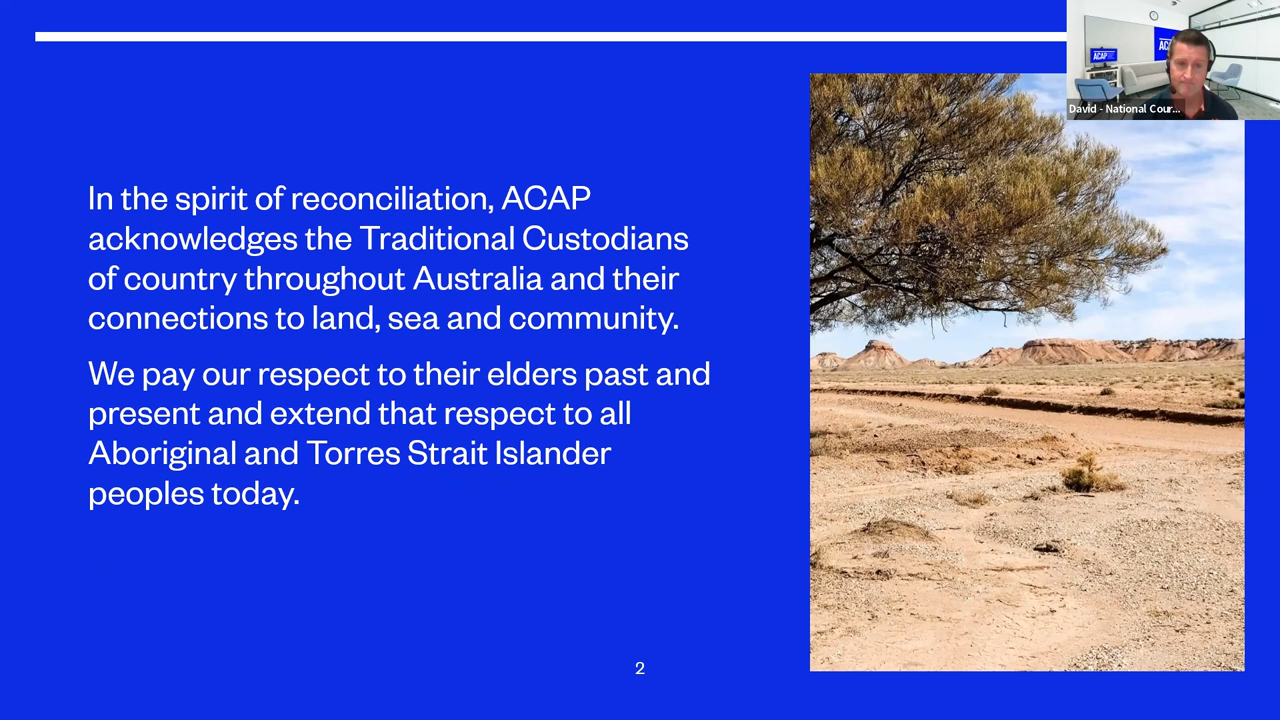 In the spirit of reconciliation, ACAP
acknowledges the Traditional Custodians
of country throughout Australia and their
connections to land, sea and community.
We pay our respect to their elders past and
present and extend that respect to all
Aboriginal and Torres Strait Islander
peoples today.
2
ACAP
David - National Cour...